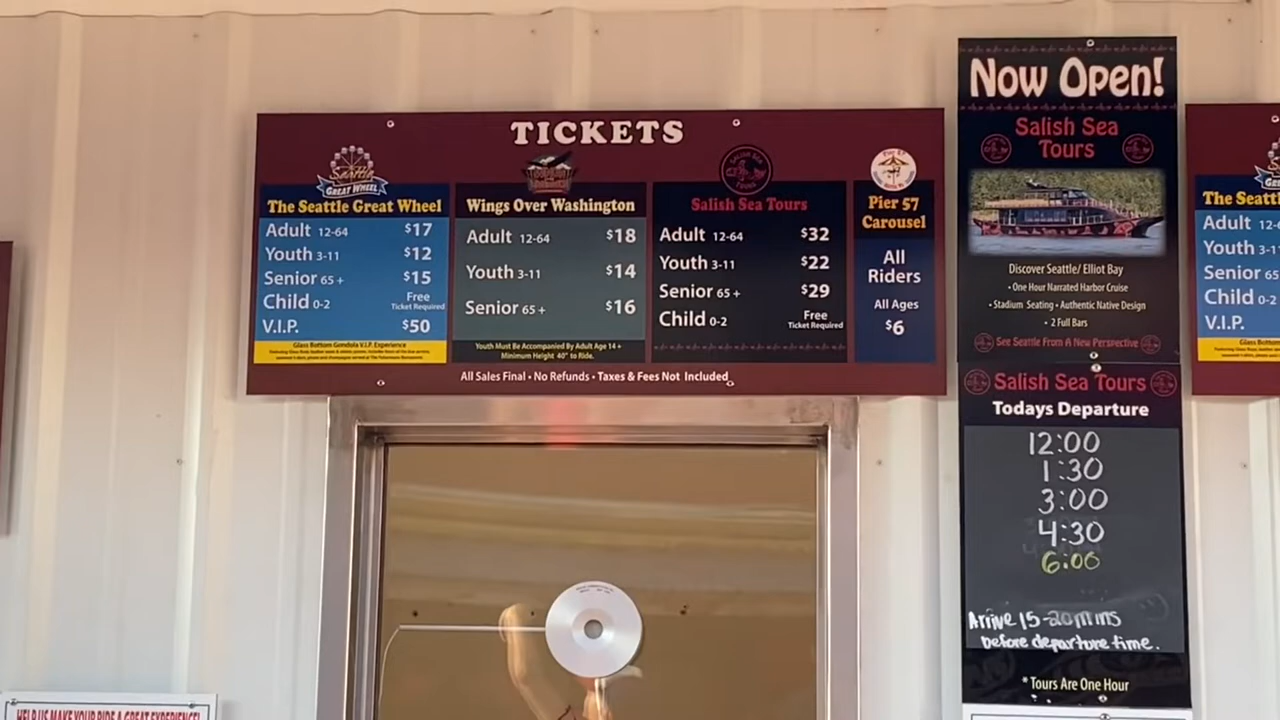 TICKETS
Seattle
GREAT WHEEL
The Seattle Great Wheel
Adult 12-64 $17
Youth 3-11 $12
Senior 65+ $15
Child 0-2 Free
Ticket Required
V.I.P. $50
Glass Bottom Gondola V.I.P. Experience
Wings Over Washington
Adult 12-64 $18
Youth 3-11 $14
Senior 65+ $16
Youth Must Be Accompanied By Adult Age 14 +
Minimum Height 40" to Ride.
SALISH SEA
TOURS
Salish Sea Tours
Adult 12-64 $32
Youth 3-11 $22
Senior 65+ $29
Child 0-2 Free
Ticket Required
Pier 57
Carousel
All
Riders
All Ages
$6
All Sales Final • No Refunds • Taxes & Fees Not Included
Now Open!
Salish Sea
Tours
Discover Seattle/ Elliot Bay
• One Hour Narrated Harbor Cruise
• Stadium Seating • Authentic Native Design
• 2 Full Bars
See Seattle From A New Perspective
Salish Sea Tours
Todays Departure
12:00
1:30
3:00
4:30
6:00
Arrive 15-20mins
before departure time.
* Tours Are One Hour
The Seattl
Adult 12-
Youth 3-1
Senior 65
Child 0-2
V.I.P.
HELP US MAKE YOUR RIDE A GREAT EXPERIENCE!